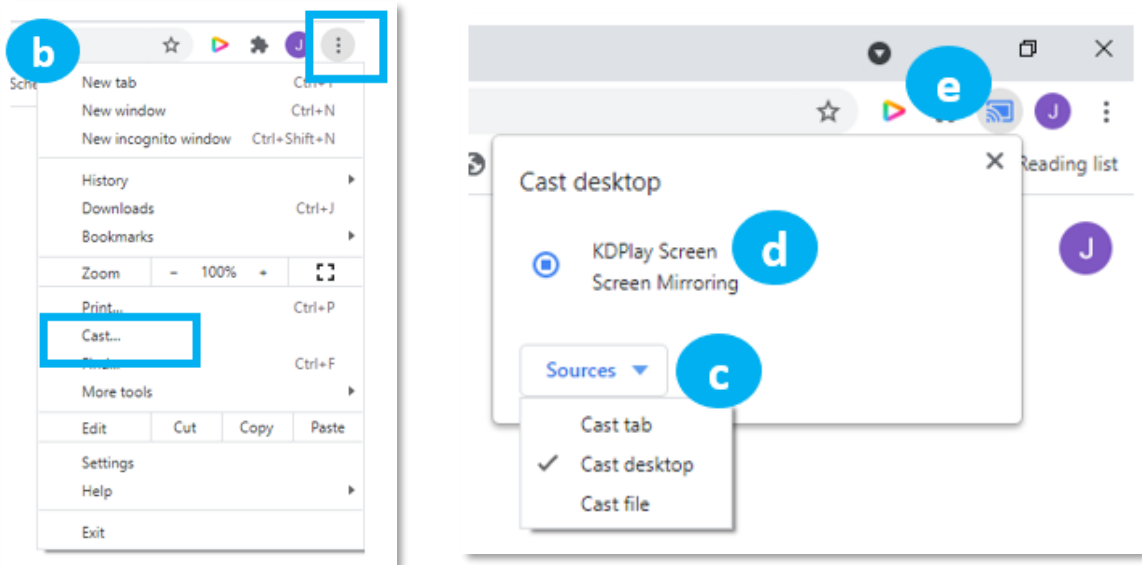 b
J
Sche
New tab
New window Ctrl+N
New incognito window Ctrl+Shift+N
History
Downloads Ctrl+J
Bookmarks
Zoom - 100% +
Print... Ctrl+P
Cast...
Ctrl+F
More tools
Edit Cut Copy Paste
Settings
Help
Exit
e
J
Reading list
Cast desktop
J
KDPlay Screen
d
Screen Mirroring
Sources
c
Cast tab
Cast desktop
Cast file